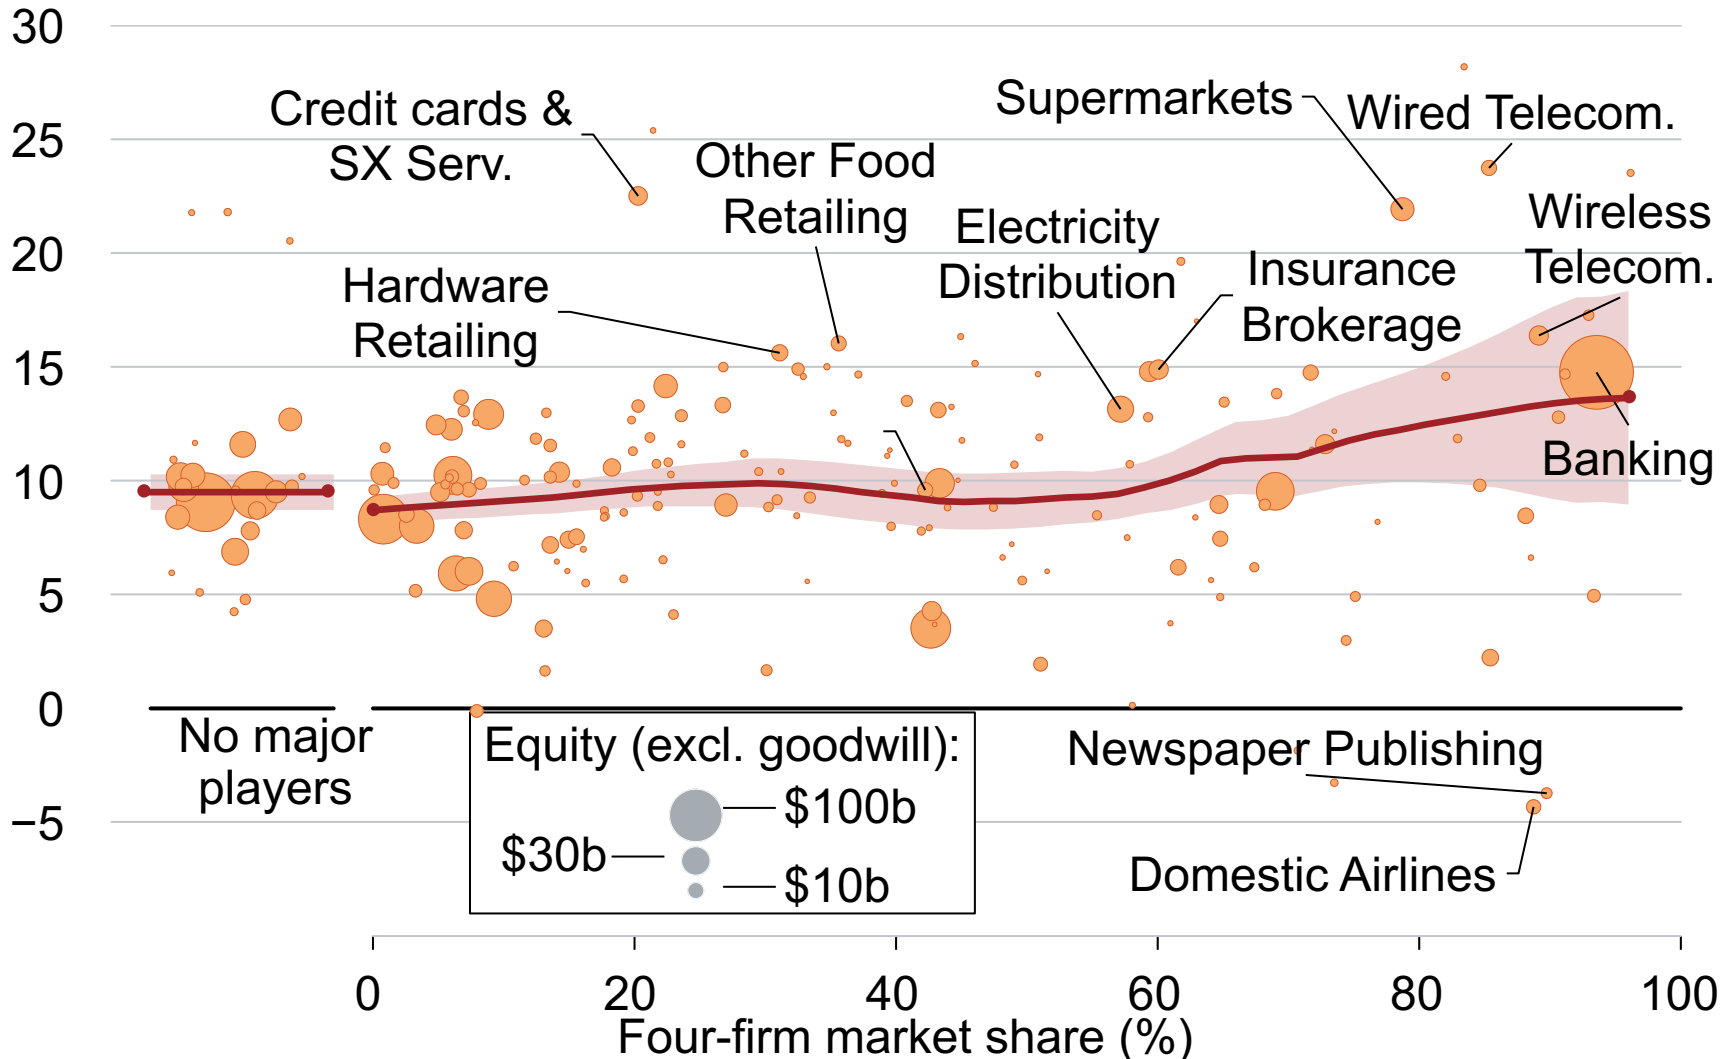 30
25
20
15
10
5
0
−5
Credit cards &
SX Serv.
Other Food
Retailing
Supermarkets
Wired Telecom.
Hardware
Retailing
Electricity
Distribution
Insurance
Brokerage
Wireless
Telecom.
Banking
No major
players
Equity (excl. goodwill):
$100b
$30b
$10b
Newspaper Publishing
Domestic Airlines
0
20
40
60
80
100
Four-firm market share (%)